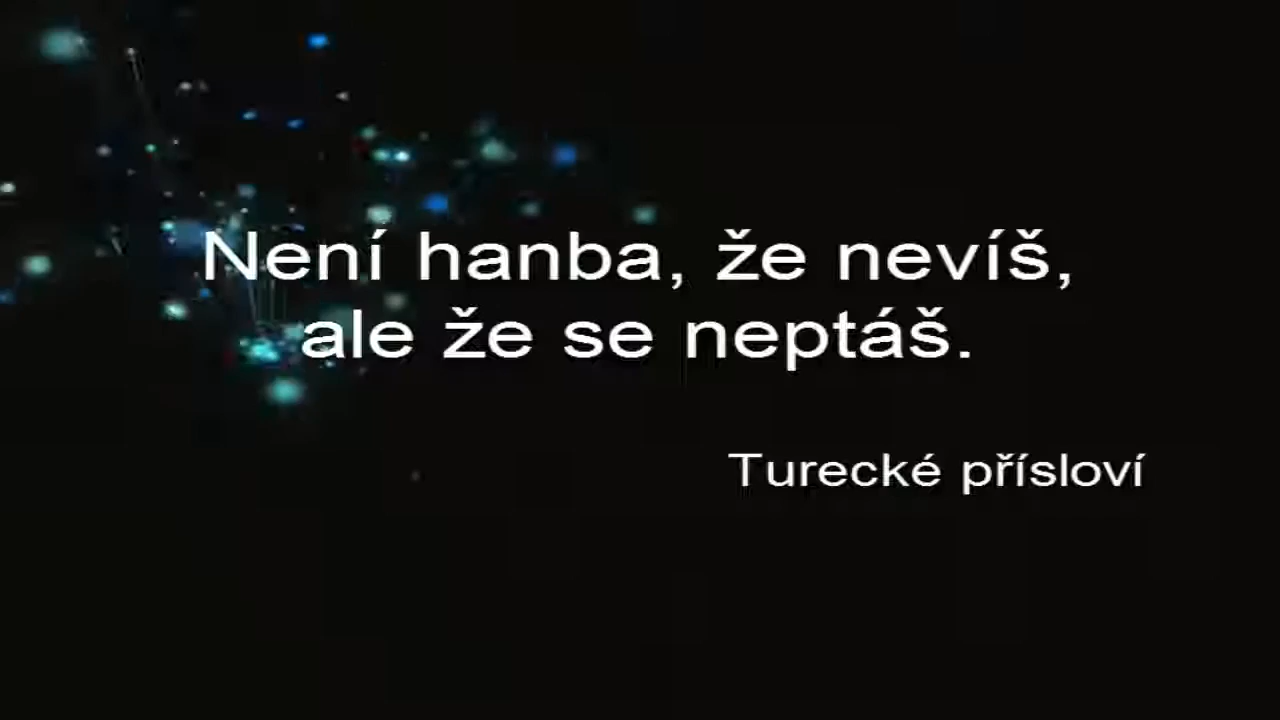 Není hanba, že nevíš,
ale že se neptáš.
Turecké přísloví